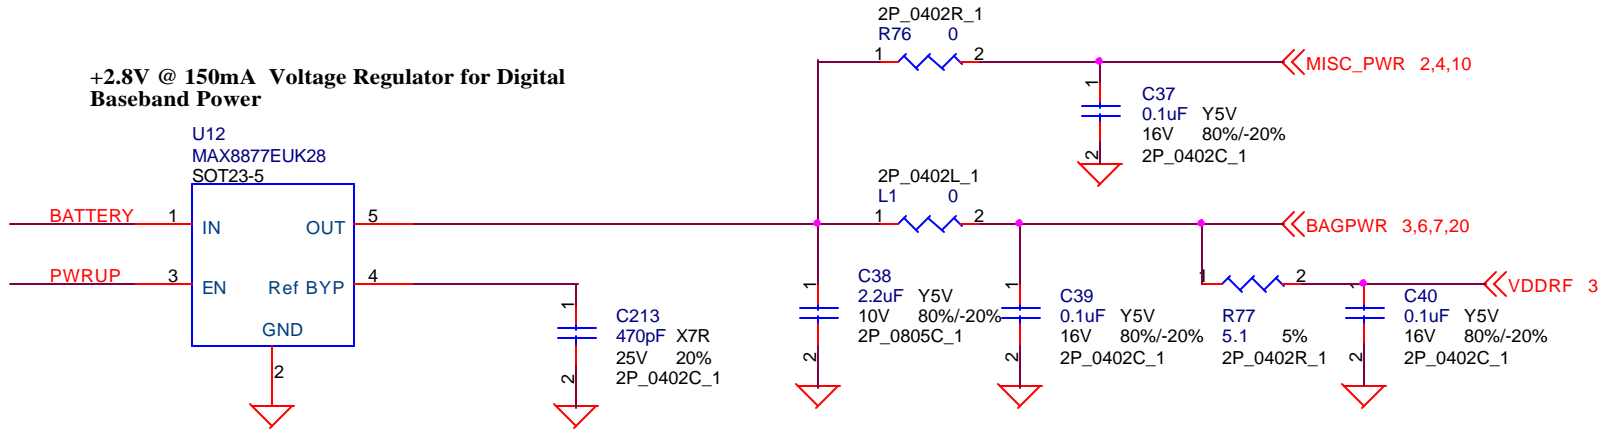 2P_0402R_1
R76 0
1 2
MISC_PWR 2,4,10
+2.8V @ 150mA Voltage Regulator for Digital
Baseband Power
1
C37
0.1uF Y5V
16V 80%/-20%
2P_0402C_1
2
U12
MAX8877EUK28
SOT23-5
2P_0402L_1
L1 0
1 2
BATTERY 1 IN OUT 5
BAGPWR 3,6,7,20
PWRUP 3 EN Ref BYP 4
GND
2
1
C213
470pF X7R
25V 20%
2P_0402C_1
2
1
C38
2.2uF Y5V
10V 80%/-20%
2P_0805C_1
2
1
C39
0.1uF Y5V
16V 80%/-20%
2P_0402C_1
2
1 2
R77
5.1 5%
2P_0402R_1
VDDRF 3
1
C40
0.1uF Y5V
16V 80%/-20%
2P_0402C_1
2